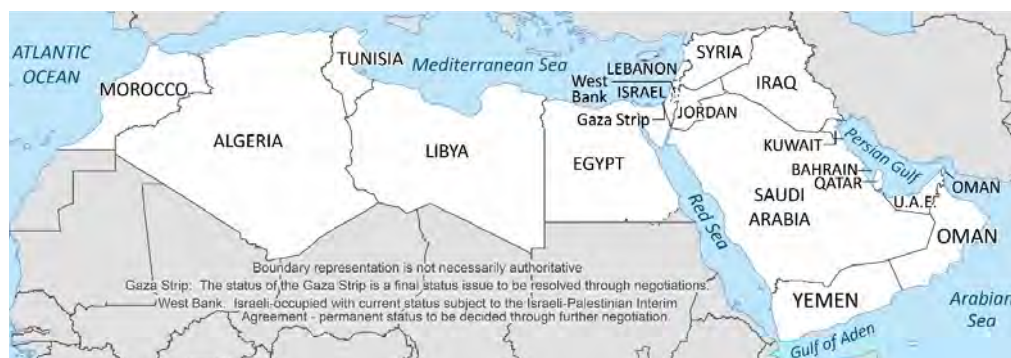 ATLANTIC
OCEAN
MOROCCO
ALGERIA
TUNISIA
Mediterranean Sea
LIBYA
EGYPT
LEBANON
West
Bank
ISRAEL
Gaza Strip
SYRIA
JORDAN
IRAQ
KUWAIT
Persian Gulf
BAHRAIN
QATAR
U.A.E.
OMAN
SAUDI
ARABIA
Red Sea
OMAN
YEMEN
Gulf of Aden
Arabian
Sea
Boundary representation is not necessarily authoritative
Gaza Strip: The status of the Gaza Strip is a final status issue to be resolved through negotiations.
West Bank: Israeli-occupied with current status subject to the Israeli-Palestinian Interim
Agreement - permanent status to be decided through further negotiation.